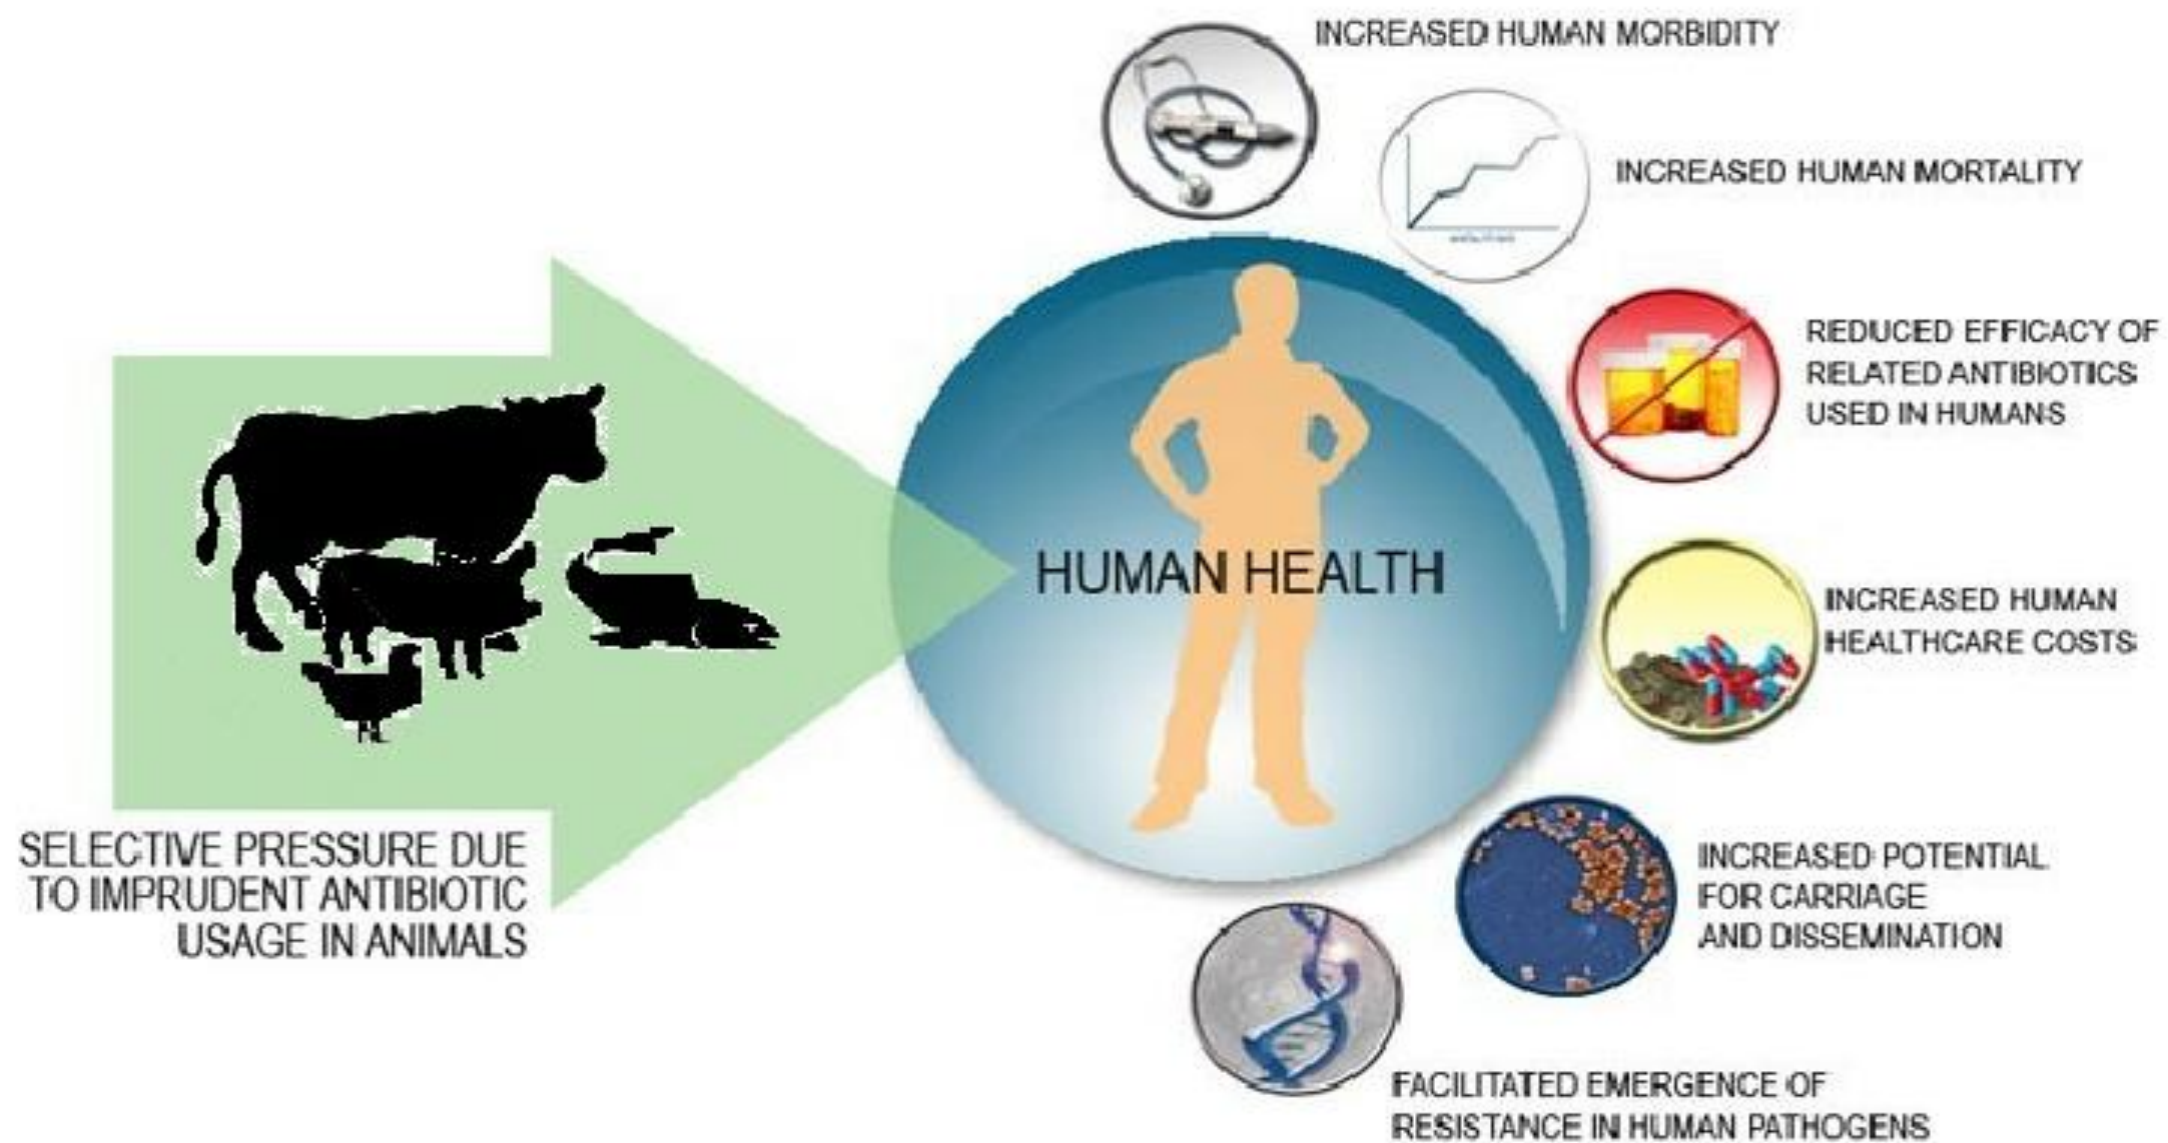 INCREASED HUMAN MORBIDITY
INCREASED HUMAN MORTALITY
REDUCED EFFICACY OF
RELATED ANTIBIOTICS
USED IN HUMANS
HUMAN HEALTH
INCREASED HUMAN
HEALTHCARE COSTS
SELECTIVE PRESSURE DUE
TO IMPRUDENT ANTIBIOTIC
USAGE IN ANIMALS
INCREASED POTENTIAL
FOR CARRIAGE
AND DISSEMINATION
FACILITATED EMERGENCE OF
RESISTANCE IN HUMAN PATHOGENS